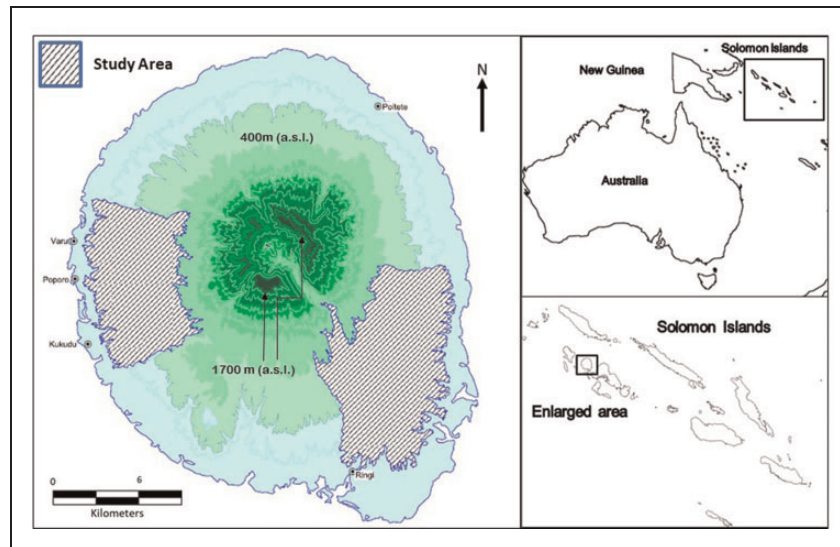 Study Area
N
Poitete
400m (a.s.l.)
Varu
Poporo
Kukudu
1700 m (a.s.l.)
Ringi
0 6
Kilometers
Solomon Islands
New Guinea
Australia
Solomon Islands
Enlarged area